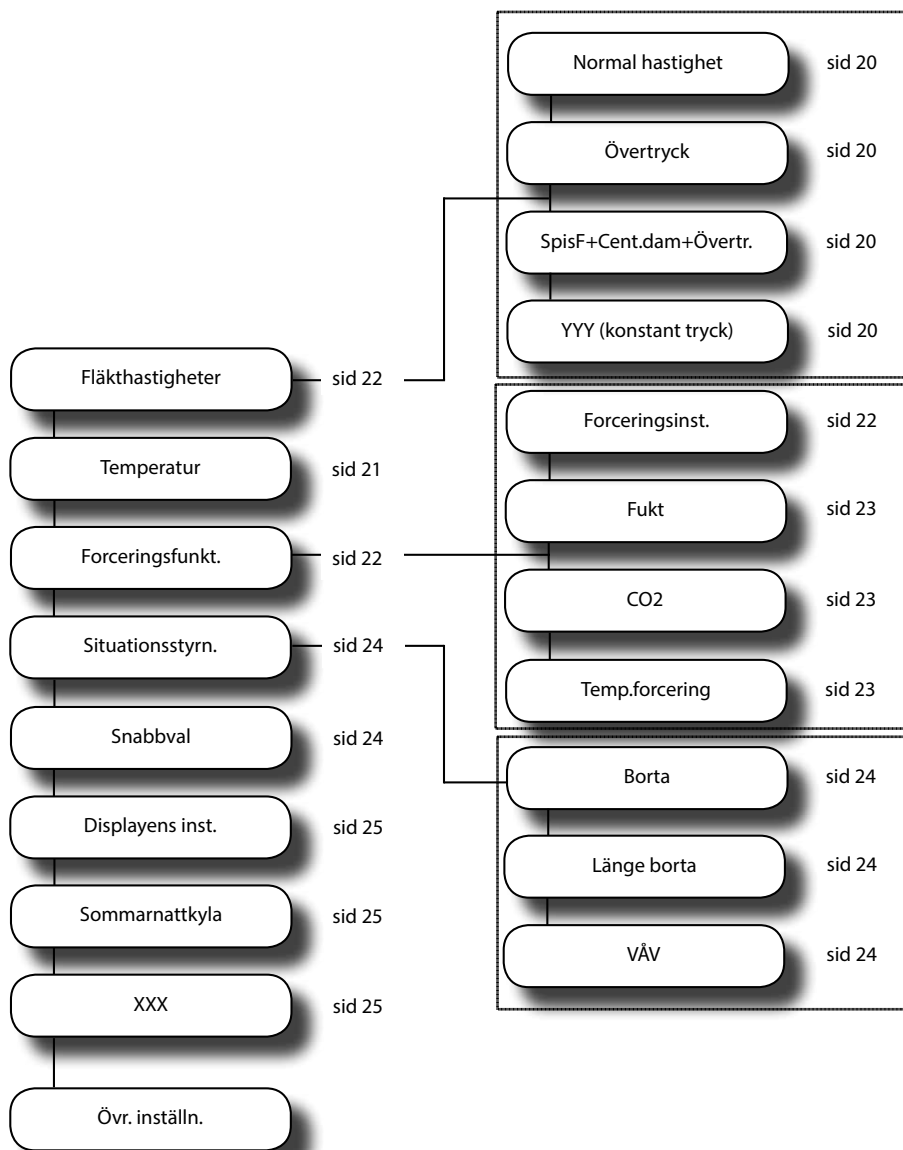 Normal hastighet sid 20
Övertryck sid 20
SpisF+Cent.dam+Övertr. sid 20
YYY (konstant tryck) sid 20
Fläkthastigheter sid 22
Temperatur sid 21
Forceringsfunkt. sid 22
Situationsstyrn. sid 24
Snabbval sid 24
Displayens inst. sid 25
Sommarnattkyla sid 25
XXX sid 25
Övr. inställn.
Forceringsinst. sid 22
Fukt sid 23
CO2 sid 23
Temp.forcering sid 23
Borta sid 24
Länge borta sid 24
VÅV sid 24